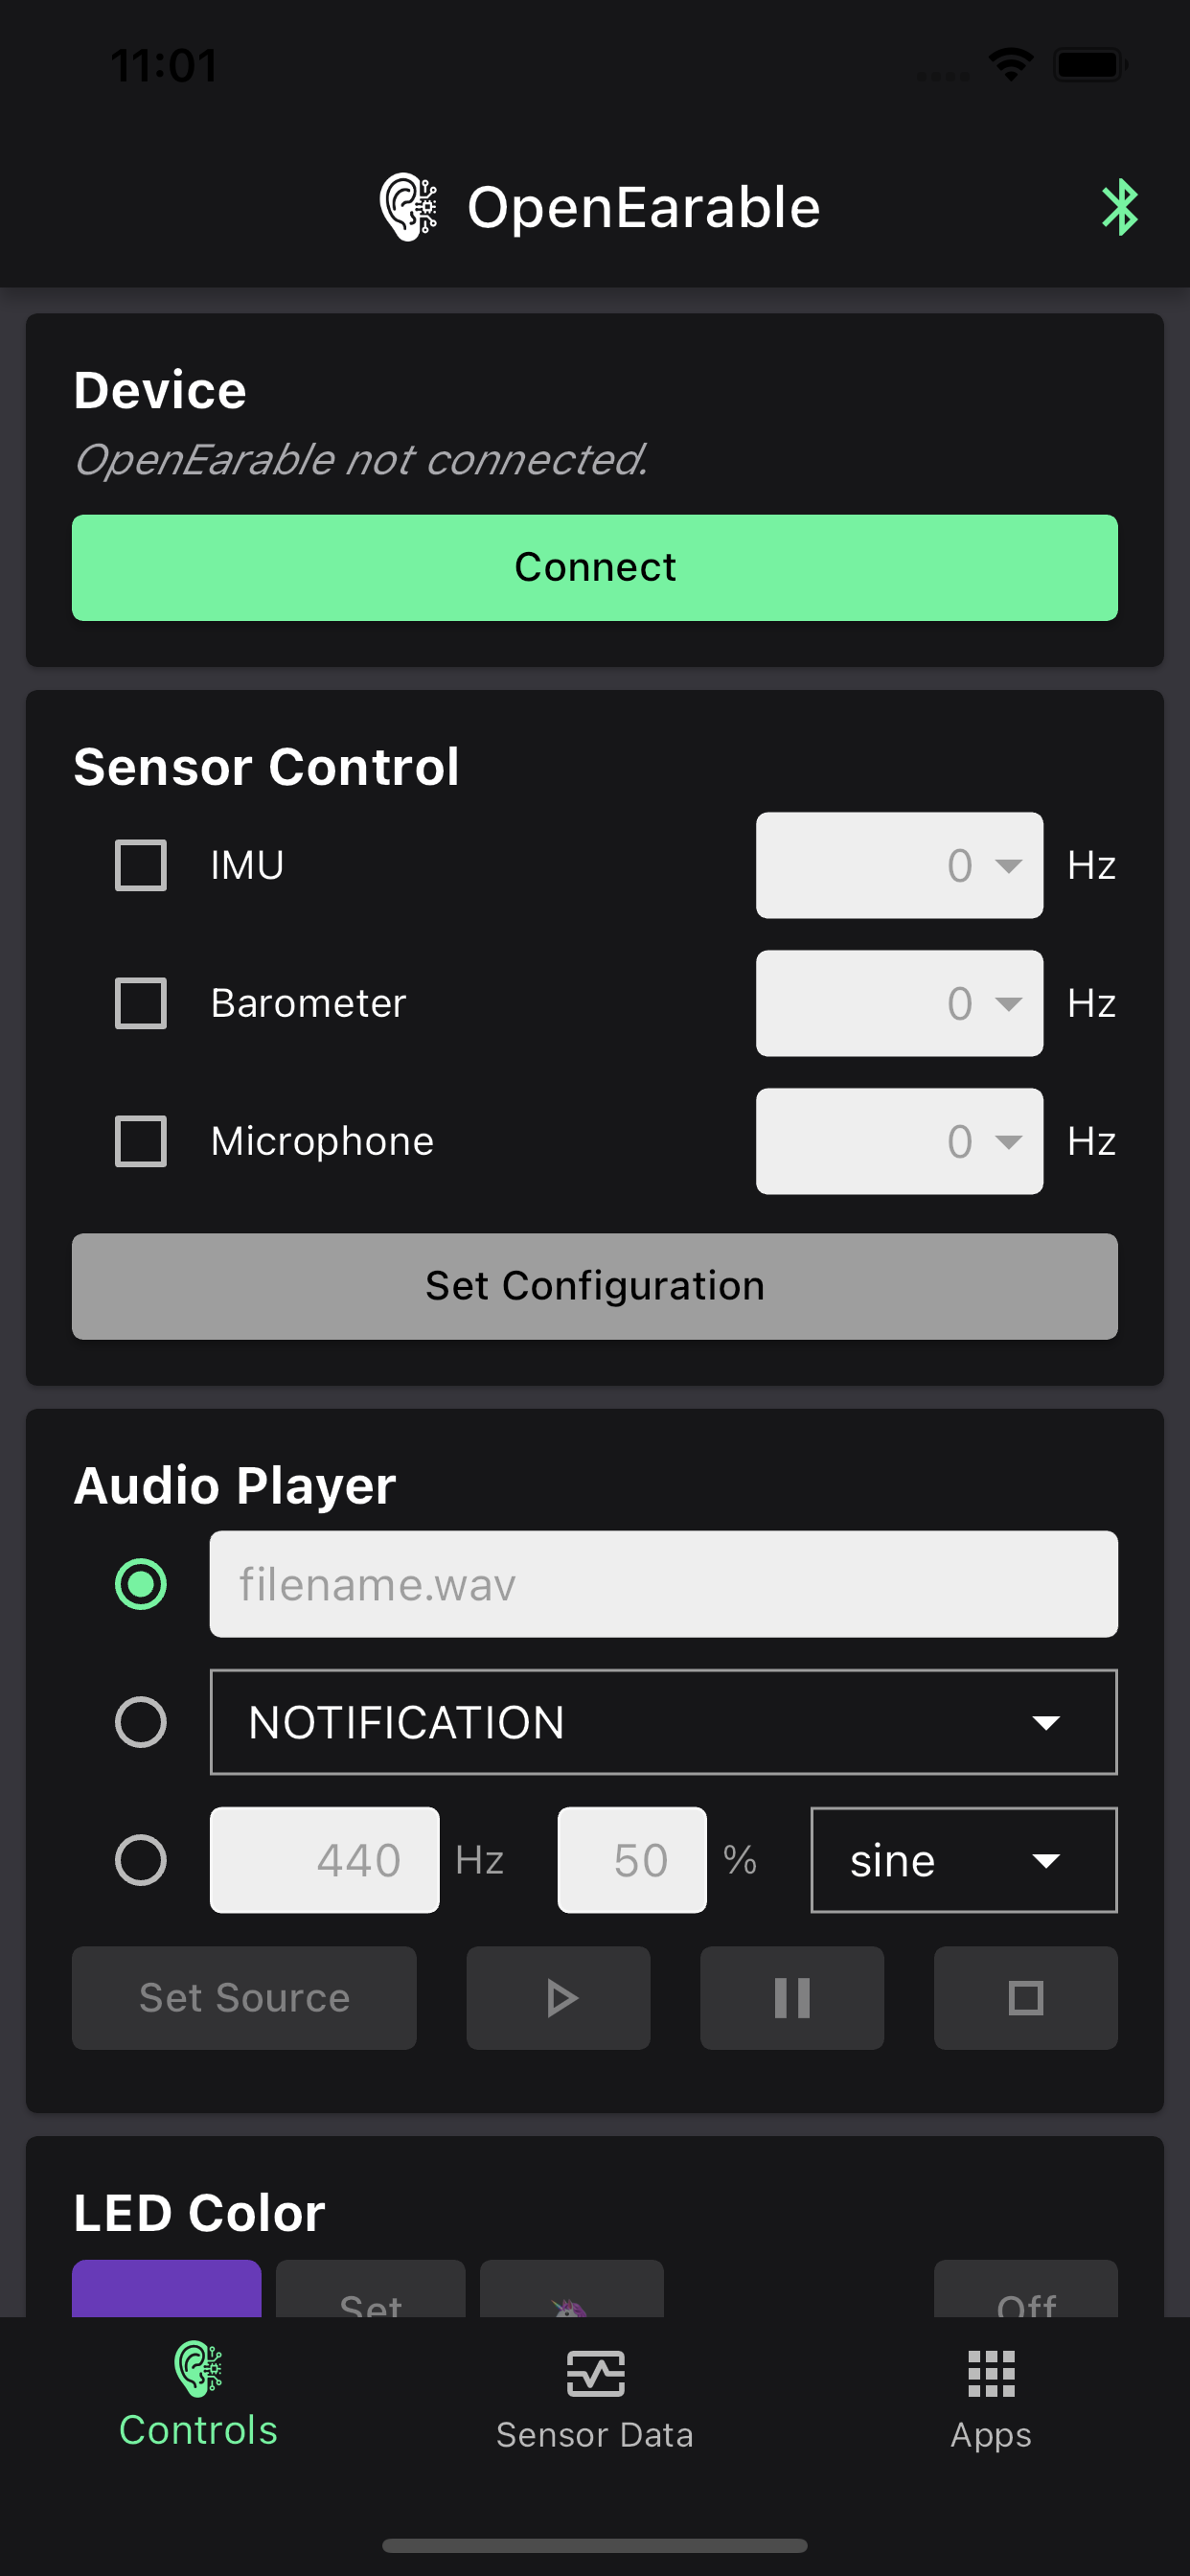 11:01
OpenEarable
Device
OpenEarable not connected.
Connect
Sensor Control
IMU 0 Hz
Barometer 0 Hz
Microphone 0 Hz
Set Configuration
Audio Player
filename.wav
NOTIFICATION
440 Hz 50 % sine
Set Source
LED Color
Set Off
Controls Sensor Data Apps